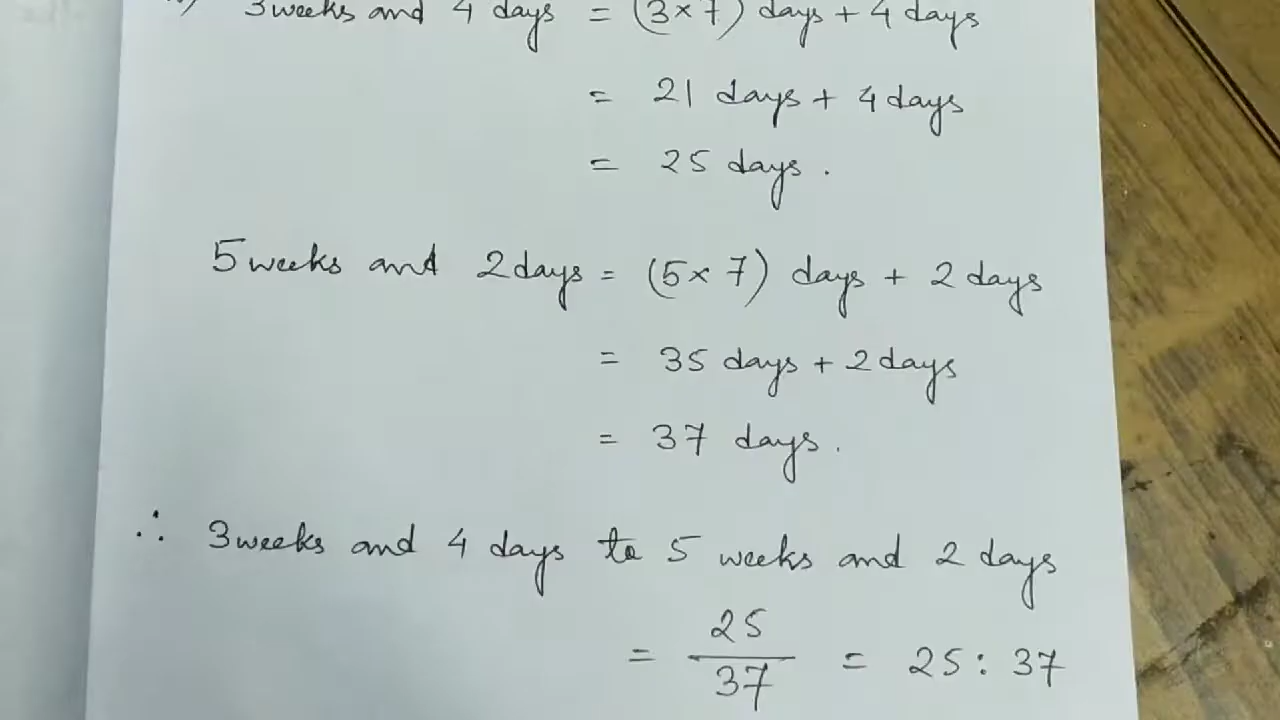 3 weeks and 4 days = (3 × 7) days + 4 days
= 21 days + 4 days
= 25 days.
5 weeks and 2 days = (5 × 7) days + 2 days
= 35 days + 2 days
= 37 days.
∴ 3 weeks and 4 days to 5 weeks and 2 days
= 25/37 = 25 : 37